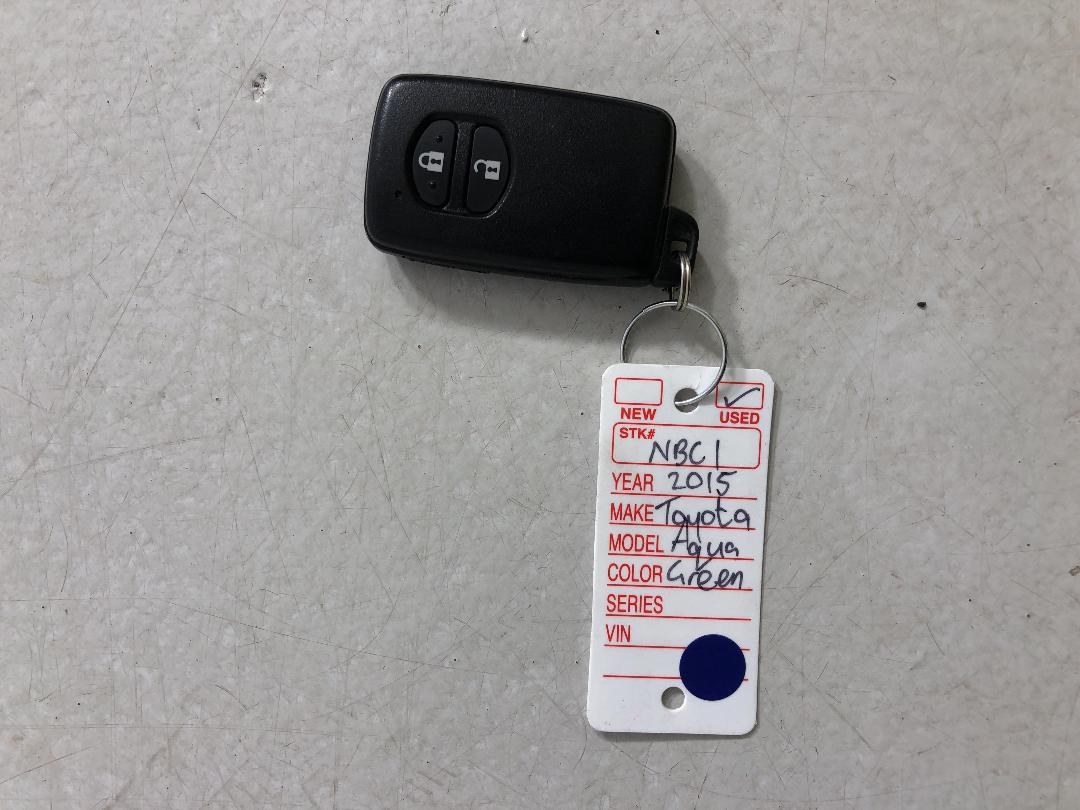 NEW USED ✓
STK# NBC1
YEAR 2015
MAKE Toyota
MODEL Aqua
COLOR Green
SERIES
VIN